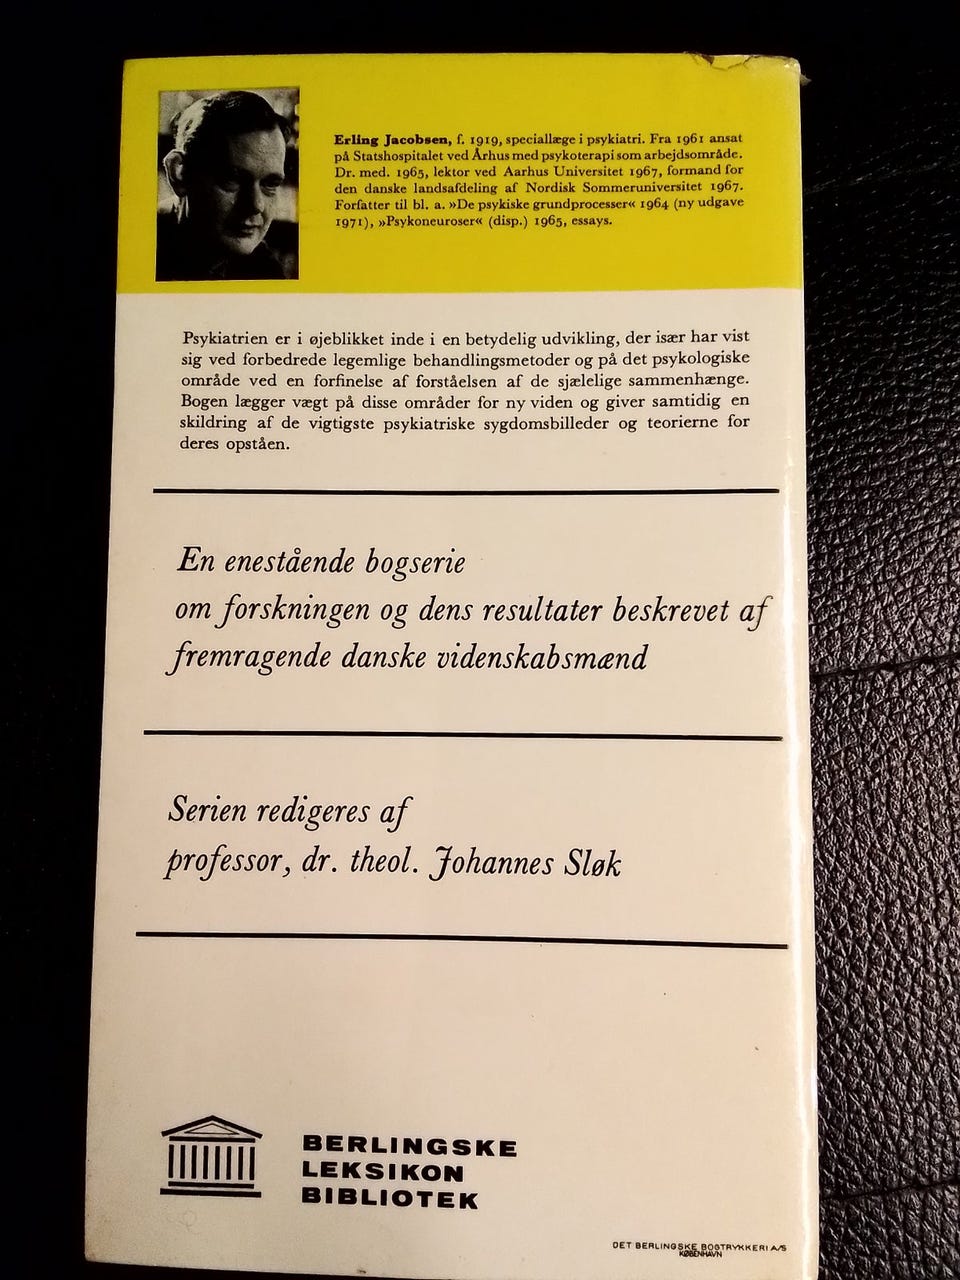 Erling Jacobsen, f. 1919, speciallæge i psykiatri. Fra 1961 ansat
på Statshospitalet ved Århus med psykoterapi som arbejdsområde.
Dr. med. 1965, lektor ved Aarhus Universitet 1967, formand for
den danske landsafdeling af Nordisk Sommeruniversitet 1967.
Forfatter til bl. a. »De psykiske grundprocesser« 1964 (ny udgave
1971), »Psykoneuroser« (disp.) 1965, essays.
Psykiatrien er i øjeblikket inde i en betydelig udvikling, der især har vist
sig ved forbedrede legemlige behandlingsmetoder og på det psykologiske
område ved en forfinelse af forståelsen af de sjælelige sammenhænge.
Bogen lægger vægt på disse områder for ny viden og giver samtidig en
skildring af de vigtigste psykiatriske sygdomsbilleder og teorierne for
deres opståen.
En enestående bogserie
om forskningen og dens resultater beskrevet af
fremragende danske videnskabsmænd
Serien redigeres af
professor, dr. theol. Johannes Sløk
BERLINGSKE
LEKSIKON
BIBLIOTEK
DET BERLINGSKE BOGTRYKKERI A/S
KØBENHAVN